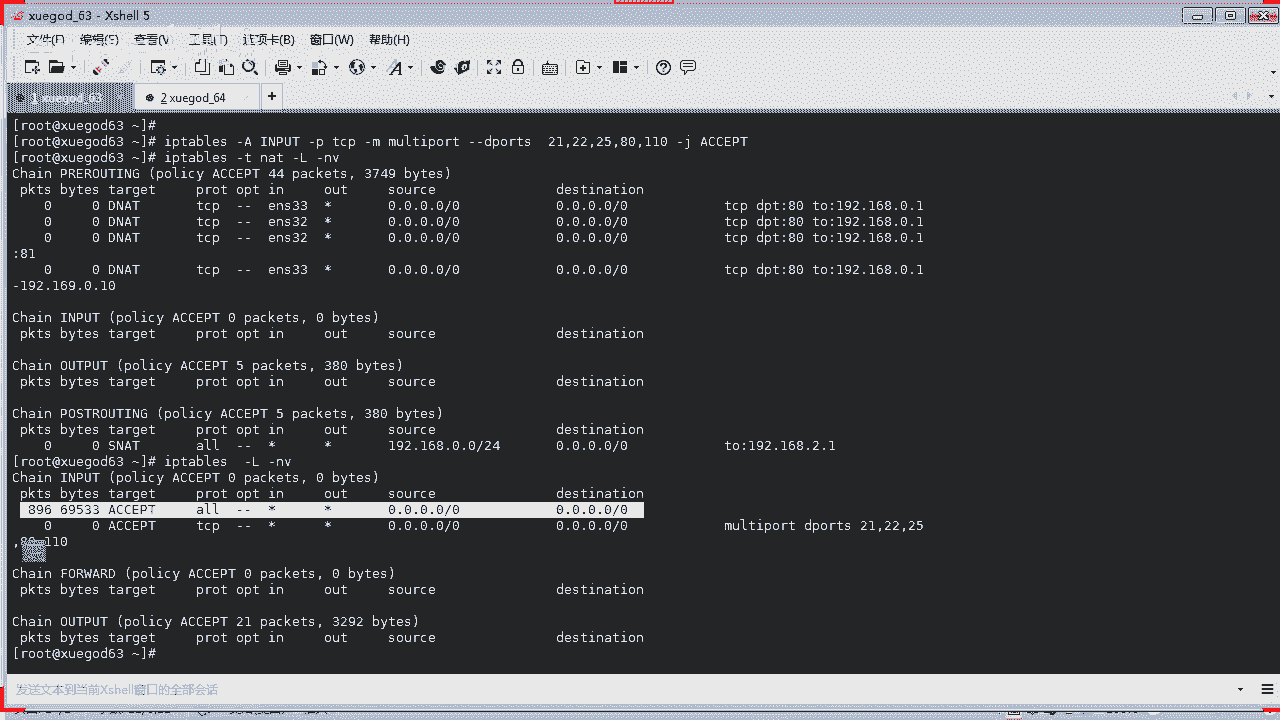 xuegod_63 - Xshell 5
文件(F) 编辑(E) 查看(V) 工具(T) 选项卡(B) 窗口(W) 帮助(H)
2 xuegod_64 +
[root@xuegod63 ~]#
[root@xuegod63 ~]# iptables -A INPUT -p tcp -m multiport --dports  21,22,25,80,110 -j ACCEPT
[root@xuegod63 ~]# iptables -t nat -L -nv
Chain PREROUTING (policy ACCEPT 44 packets, 3749 bytes)
 pkts bytes target     prot opt in     out     source               destination
    0     0 DNAT       tcp  --  ens33  *       0.0.0.0/0            0.0.0.0/0            tcp dpt:80 to:192.168.0.1
    0     0 DNAT       tcp  --  ens32  *       0.0.0.0/0            0.0.0.0/0            tcp dpt:80 to:192.168.0.1
    0     0 DNAT       tcp  --  ens32  *       0.0.0.0/0            0.0.0.0/0            tcp dpt:80 to:192.168.0.1
:81
    0     0 DNAT       tcp  --  ens33  *       0.0.0.0/0            0.0.0.0/0            tcp dpt:80 to:192.168.0.1
-192.169.0.10
Chain INPUT (policy ACCEPT 0 packets, 0 bytes)
 pkts bytes target     prot opt in     out     source               destination
Chain OUTPUT (policy ACCEPT 5 packets, 380 bytes)
 pkts bytes target     prot opt in     out     source               destination
Chain POSTROUTING (policy ACCEPT 5 packets, 380 bytes)
 pkts bytes target     prot opt in     out     source               destination
    0     0 SNAT       all  --  *      *       192.168.0.0/24       0.0.0.0/0            to:192.168.2.1
[root@xuegod63 ~]# iptables  -L -nv
Chain INPUT (policy ACCEPT 0 packets, 0 bytes)
 pkts bytes target     prot opt in     out     source               destination
  896 69533 ACCEPT     all  --  *      *       0.0.0.0/0            0.0.0.0/0
    0     0 ACCEPT     tcp  --  *      *       0.0.0.0/0            0.0.0.0/0            multiport dports 21,22,25
,80,110
Chain FORWARD (policy ACCEPT 0 packets, 0 bytes)
 pkts bytes target     prot opt in     out     source               destination
Chain OUTPUT (policy ACCEPT 21 packets, 3292 bytes)
 pkts bytes target     prot opt in     out     source               destination
[root@xuegod63 ~]#
发送文本到当前Xshell窗口的全部会话